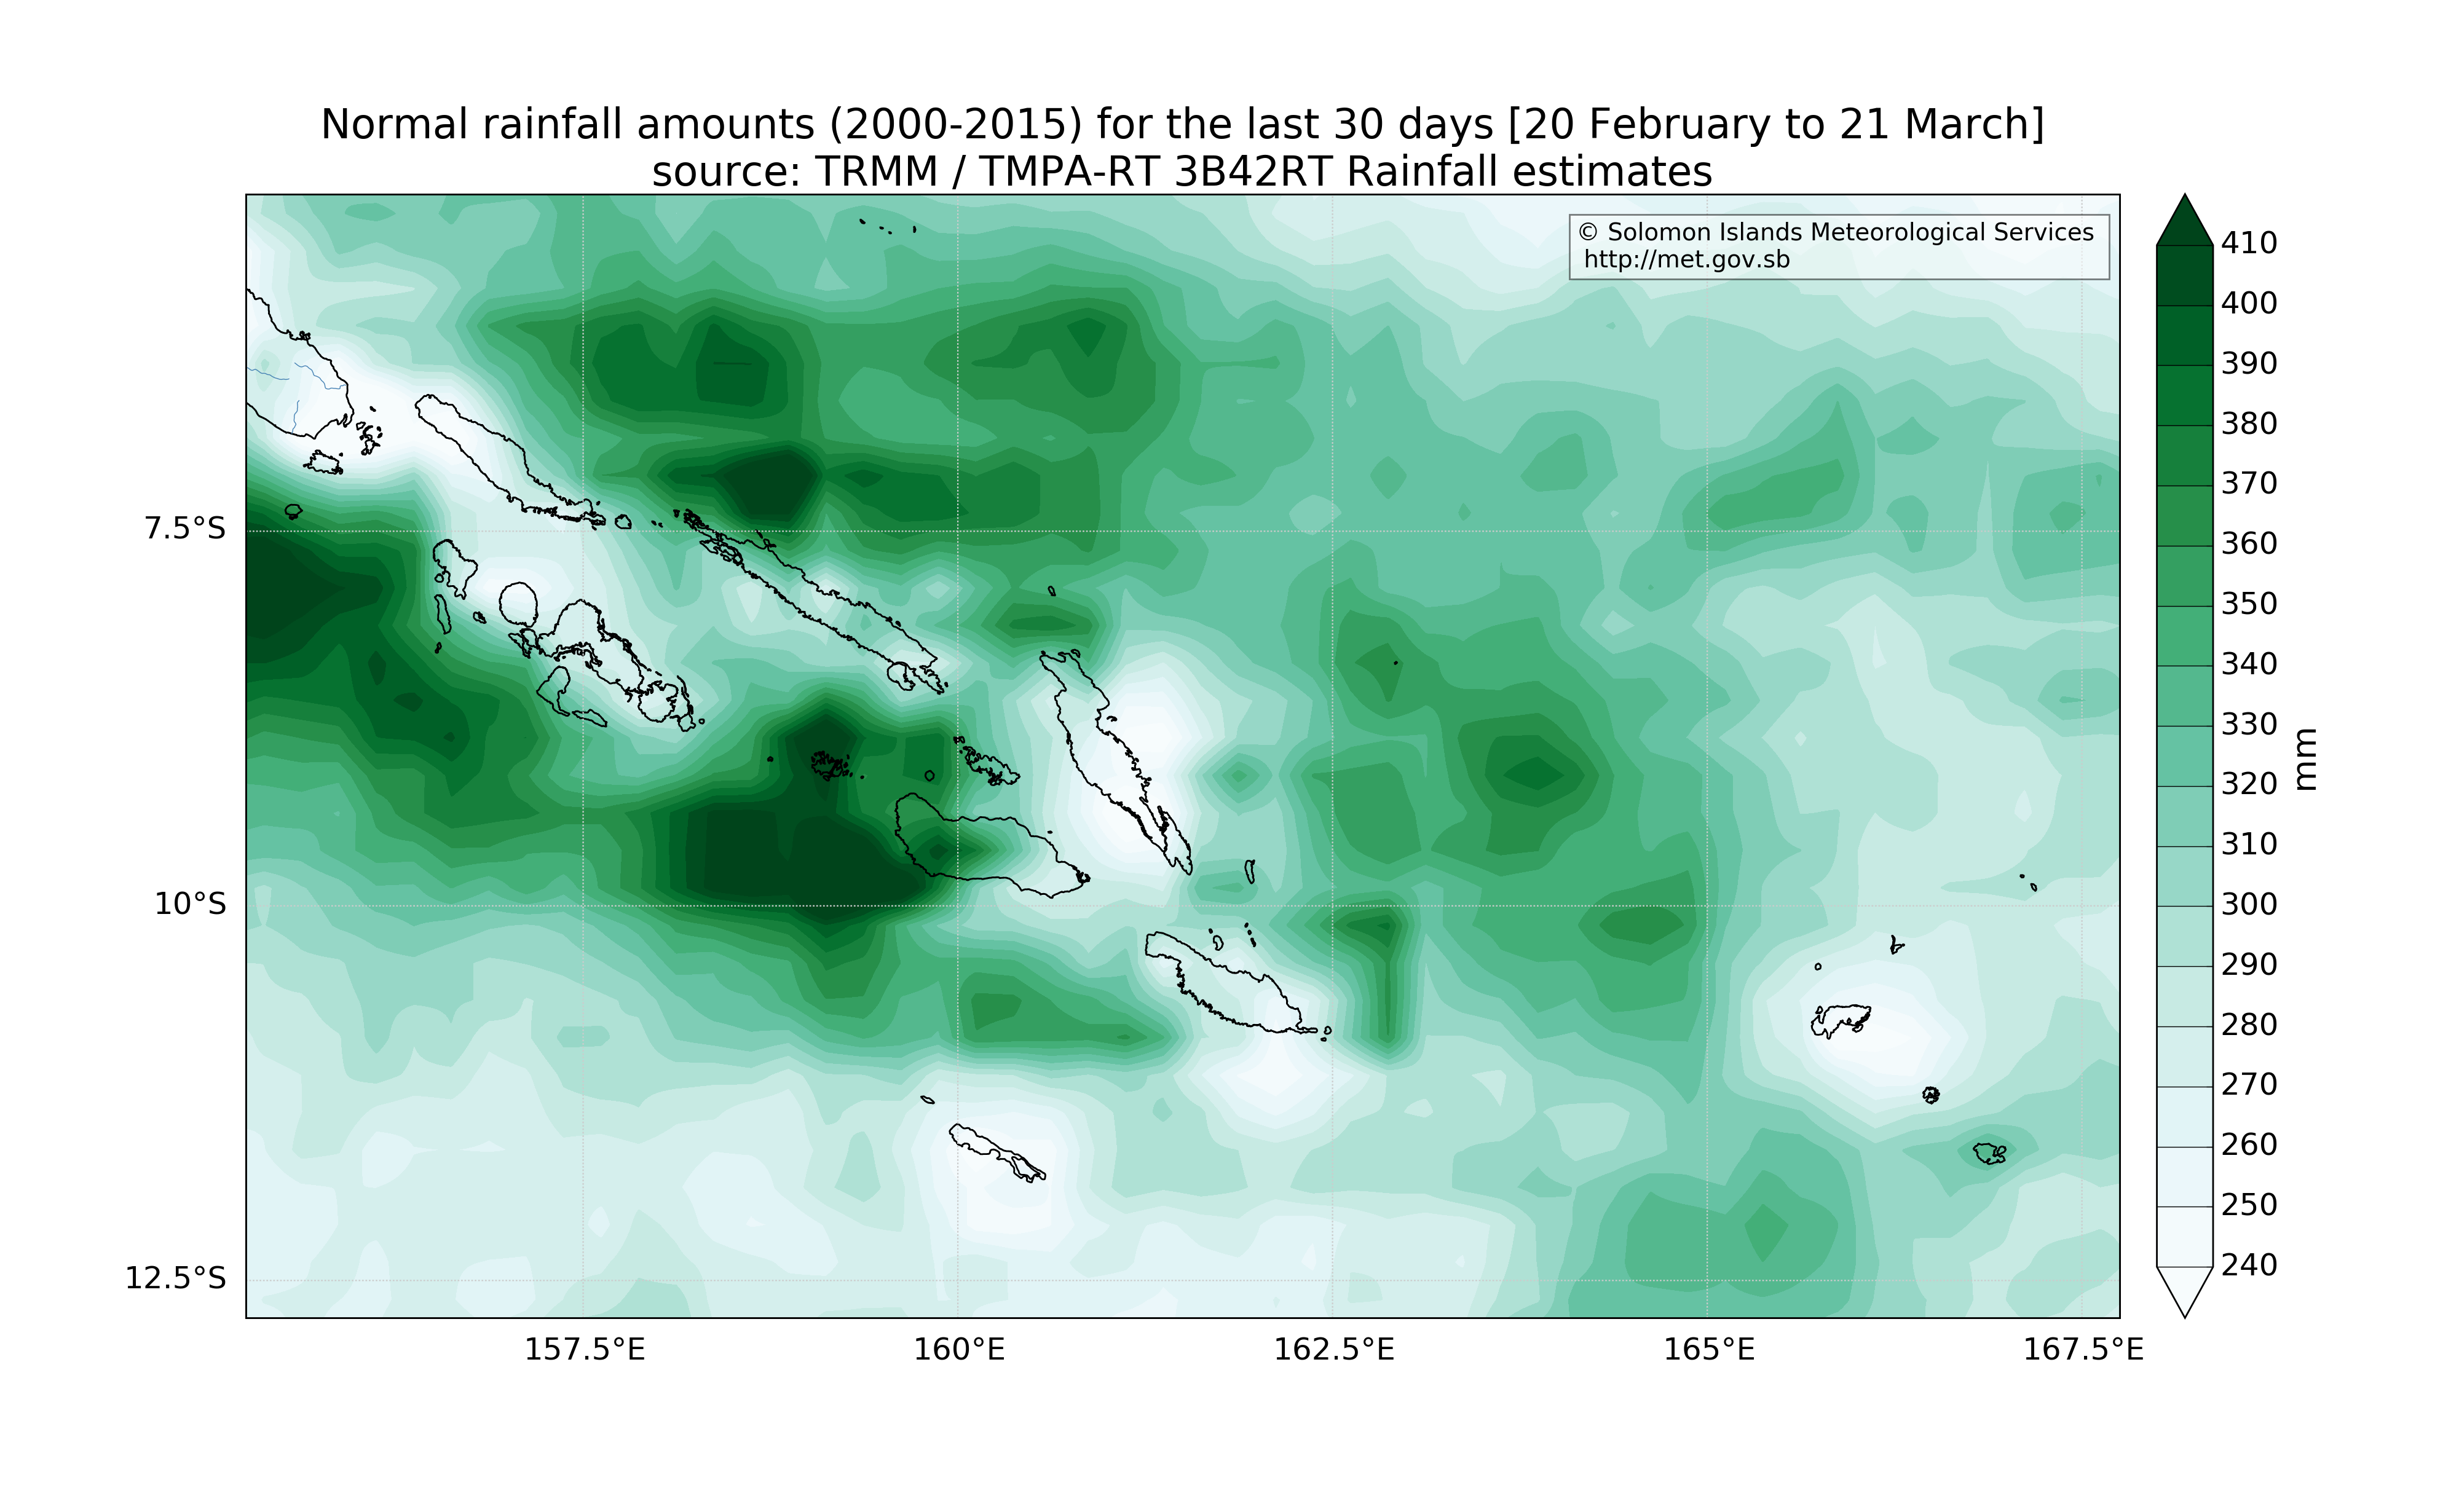 Normal rainfall amounts (2000-2015) for the last 30 days [20 February to 21 March]
source: TRMM / TMPA-RT 3B42RT Rainfall estimates
© Solomon Islands Meteorological Services
http://met.gov.sb
7.5°S
10°S
12.5°S
157.5°E
160°E
162.5°E
165°E
167.5°E
410
400
390
380
370
360
350
340
330
320
310
300
290
280
270
260
250
240
mm